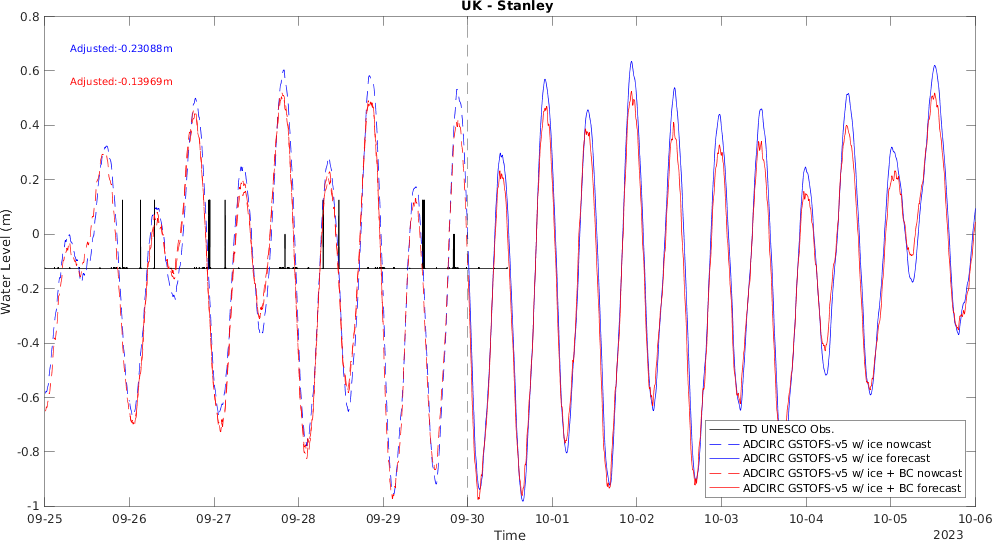 UK - Stanley
Adjusted:-0.23088m
Adjusted:-0.13969m
Water Level (m)
0.8
0.6
0.4
0.2
0
-0.2
-0.4
-0.6
-0.8
-1
TD UNESCO Obs.
ADCIRC GSTOFS-v5 w/ ice nowcast
ADCIRC GSTOFS-v5 w/ ice forecast
ADCIRC GSTOFS-v5 w/ ice + BC nowcast
ADCIRC GSTOFS-v5 w/ ice + BC forecast
09-25 09-26 09-27 09-28 09-29 09-30 10-01 10-02 10-03 10-04 10-05 10-06
Time
2023